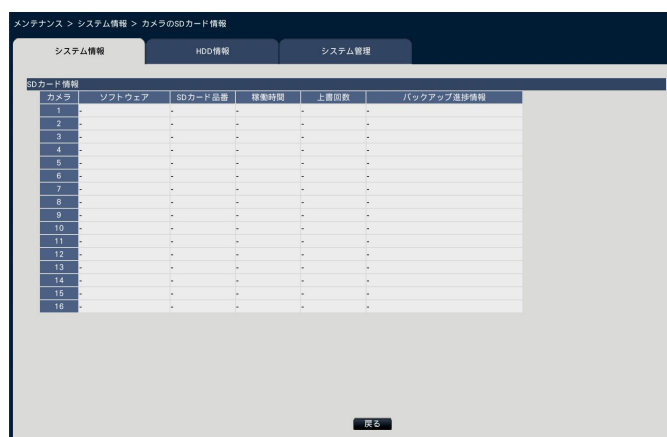 メンテナンス > システム情報 > カメラのSDカード情報
システム情報 HDD情報 システム管理
SDカード情報
カメラ ソフトウェア SDカード品番 稼働時間 上書回数 バックアップ進捗情報
1 - - - - -
2 - - - - -
3 - - - - -
4 - - - - -
5 - - - - -
6 - - - - -
7 - - - - -
8 - - - - -
9 - - - - -
10 - - - - -
11 - - - - -
12 - - - - -
13 - - - - -
14 - - - - -
15 - - - - -
16 - - - - -
戻る